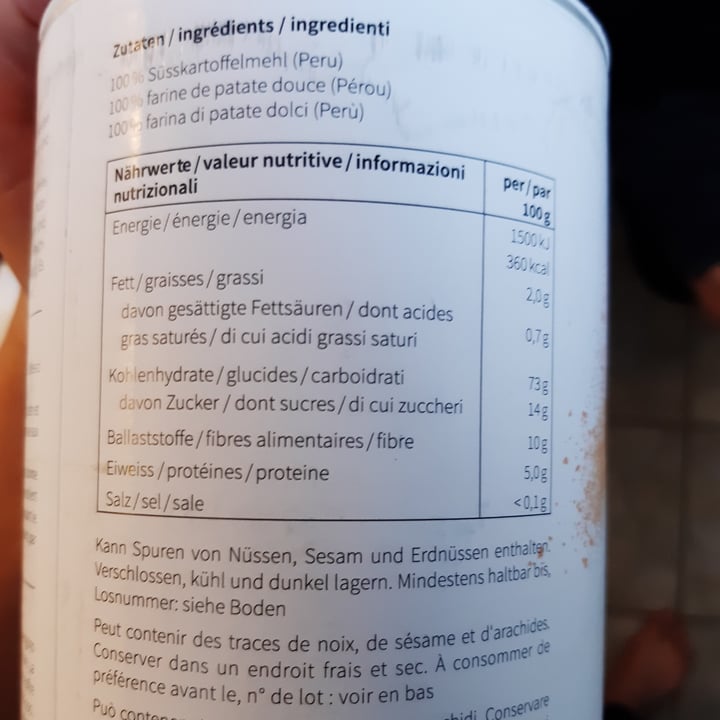 Zutaten / ingrédients / ingredienti
100% Süsskartoffelmehl (Peru)
100% farine de patate douce (Pérou)
100% farina di patate dolci (Perù)
Nährwerte / valeur nutritive / informazioni
nutrizionali
per / par
100 g
Energie / énergie / energia
1500 kJ
360 kcal
Fett / graisses / grassi
2,0 g
davon gesättigte Fettsäuren / dont acides
gras saturés / di cui acidi grassi saturi
0,7 g
Kohlenhydrate / glucides / carboidrati
73 g
davon Zucker / dont sucres / di cui zuccheri
14 g
Ballaststoffe / fibres alimentaires / fibre
10 g
Eiweiss / protéines / proteine
5,0 g
Salz / sel / sale
<0,1 g
Kann Spuren von Nüssen, Sesam und Erdnüssen enthalten.
Verschlossen, kühl und dunkel lagern. Mindestens haltbar bis,
Losnummer: siehe Boden
Peut contenir des traces de noix, de sésame et d'arachides.
Conserver dans un endroit frais et sec. À consommer de
préférence avant le, n° de lot : voir en bas
Può Conservare